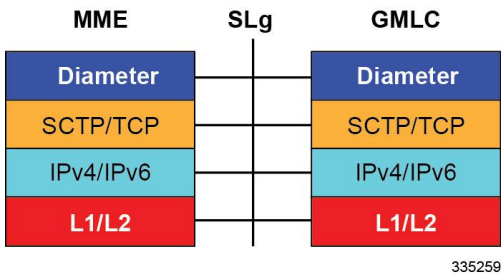 MME SLg GMLC
Diameter Diameter
SCTP/TCP SCTP/TCP
IPv4/IPv6 IPv4/IPv6
L1/L2 L1/L2
335259